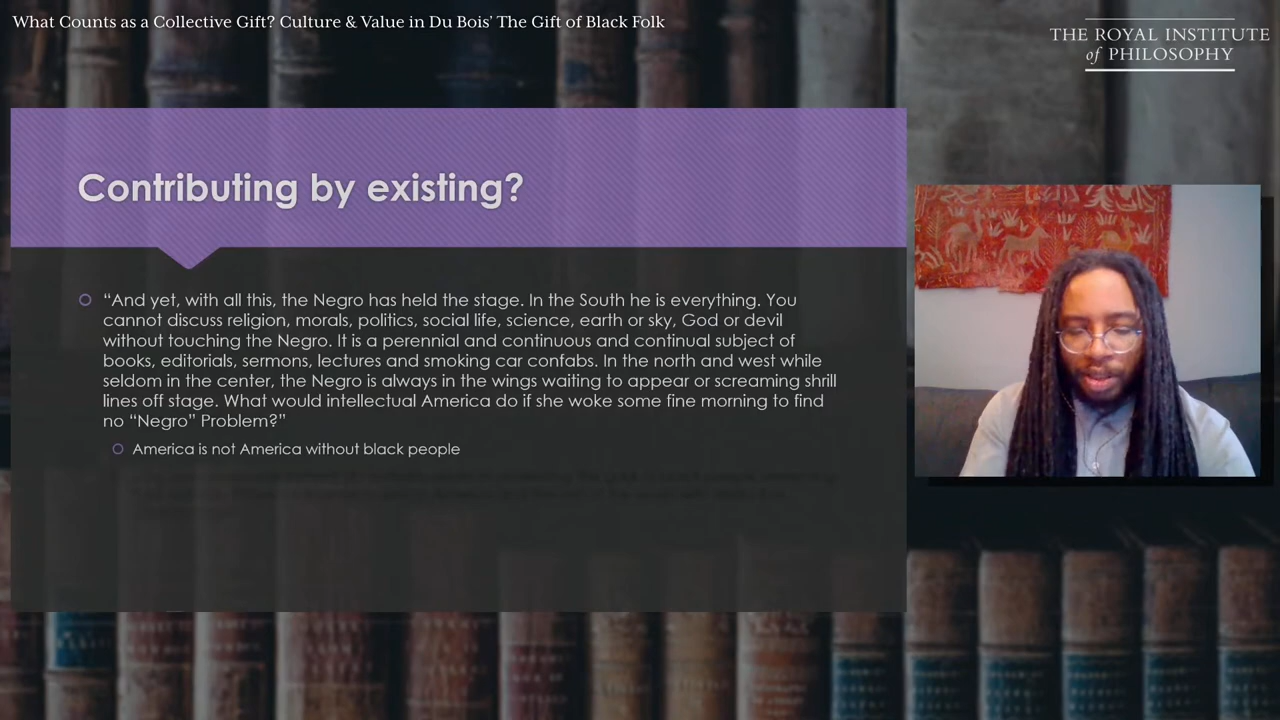 What Counts as a Collective Gift? Culture & Value in Du Bois’ The Gift of Black Folk
THE ROYAL INSTITUTE
of PHILOSOPHY
Contributing by existing?
“And yet, with all this, the Negro has held the stage. In the South he is everything. You
cannot discuss religion, morals, politics, social life, science, earth or sky, God or devil
without touching the Negro. It is a perennial and continuous and continual subject of
books, editorials, sermons, lectures and smoking car confabs. In the north and west while
seldom in the center, the Negro is always in the wings waiting to appear or screaming shrill
lines off stage. What would intellectual America do if she woke some fine morning to find
no “Negro” Problem?”
America is not America without black people